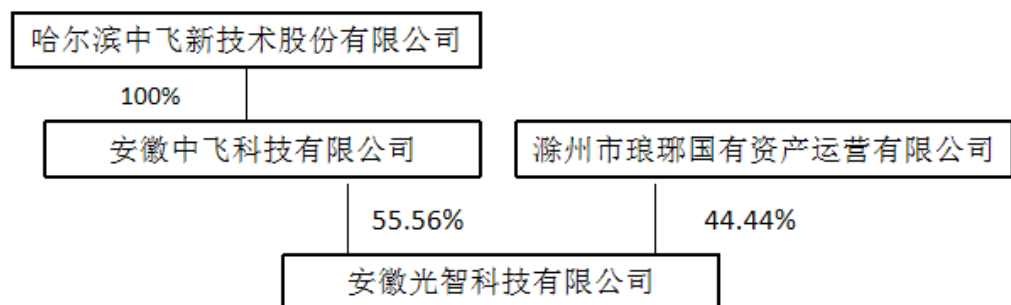 哈尔滨中飞新技术股份有限公司
100%
安徽中飞科技有限公司
滁州市琅琊国有资产运营有限公司
55.56%
44.44%
安徽光智科技有限公司